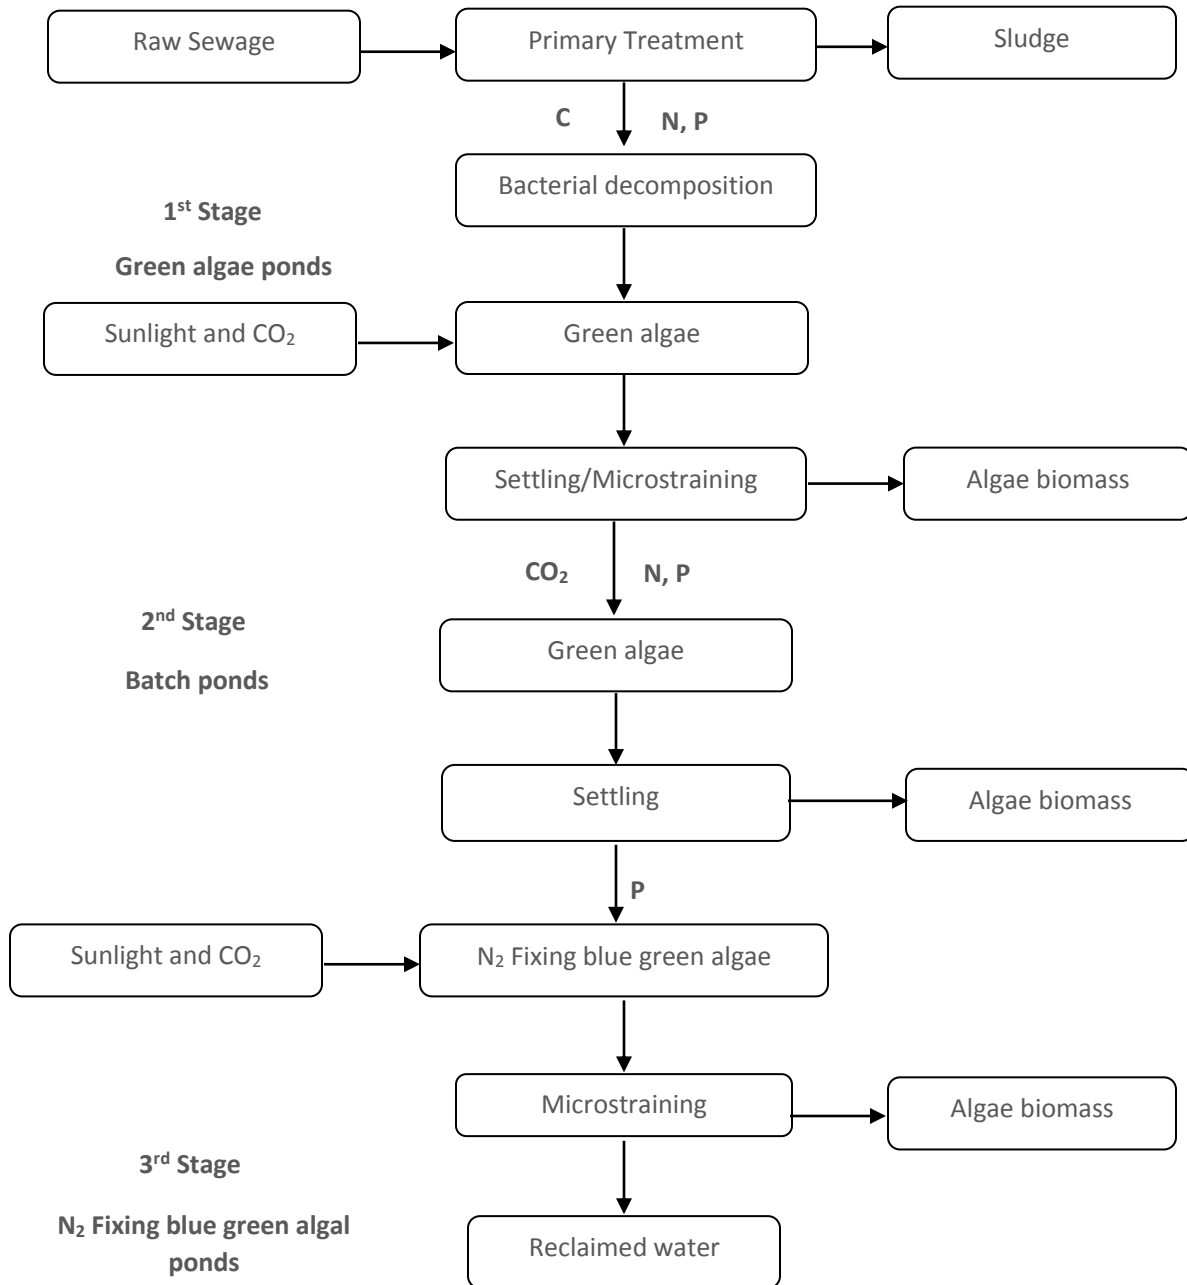 Raw Sewage
Primary Treatment
Sludge
C
N, P
Bacterial decomposition
1st Stage
Green algae ponds
Sunlight and CO₂
Green algae
Settling/Microstraining
Algae biomass
CO₂
N, P
2nd Stage
Green algae
Batch ponds
Settling
Algae biomass
P
Sunlight and CO₂
N₂ Fixing blue green algae
Microstraining
Algae biomass
3rd Stage
N₂ Fixing blue green algal
ponds
Reclaimed water